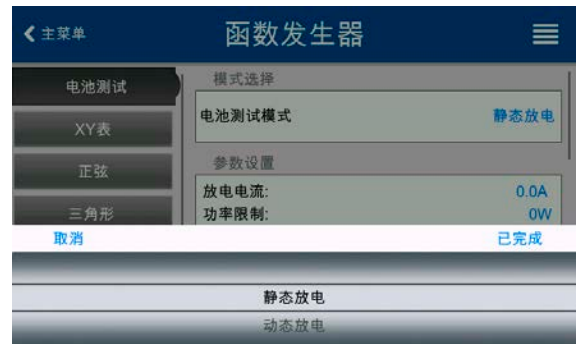 主菜单
函数发生器
电池测试
模式选择
电池测试模式
静态放电
XY表
参数设置
正弦
放电电流:
0.0A
三角形
功率限制:
0W
取消
已完成
静态放电
动态放电